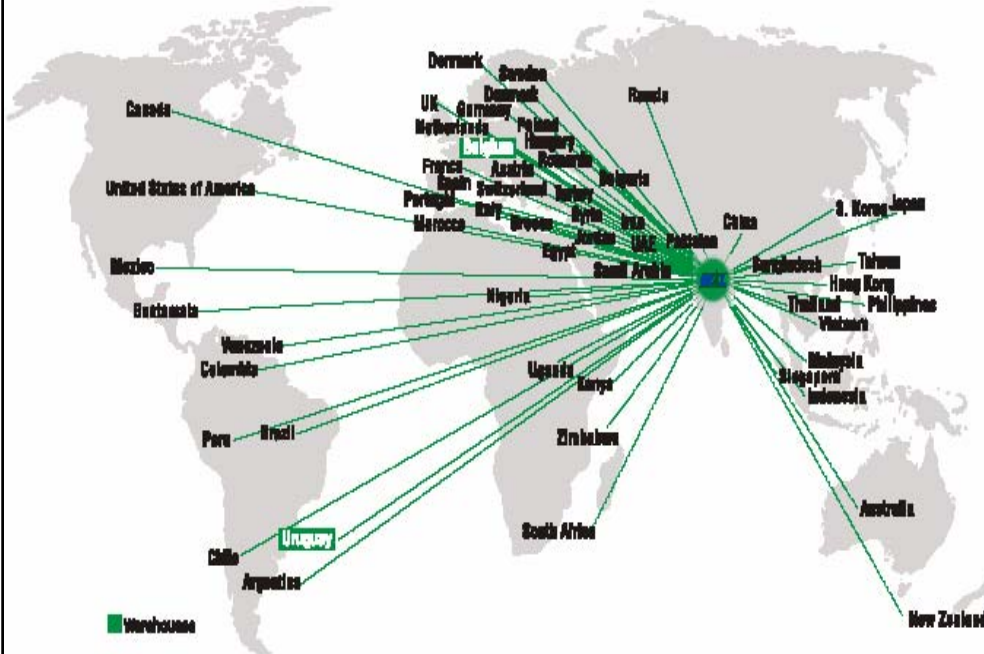 Denmark
Sweden
Denmark
Russia
UK
Germany
Canada
Netherlands
Poland
Hungary
Belgium
Romania
France
Austria
Bulgaria
Spain
Switzerland
Turkey
United States of America
Portugal
Italy
Syria
S. Korea
Japan
Morocco
Greece
Iran
China
Jordan
UAE
Pakistan
Egypt
Saudi Arabia
Bangladesh
Taiwan
Mexico
Hong Kong
Nigeria
Thailand
Philippines
Guatemala
Vietnam
Venezuela
Malaysia
Colombia
Uganda
Singapore
Kenya
Indonesia
Peru
Brazil
Zimbabwe
Australia
South Africa
Uruguay
Chile
Argentina
New Zealand
Warehouses